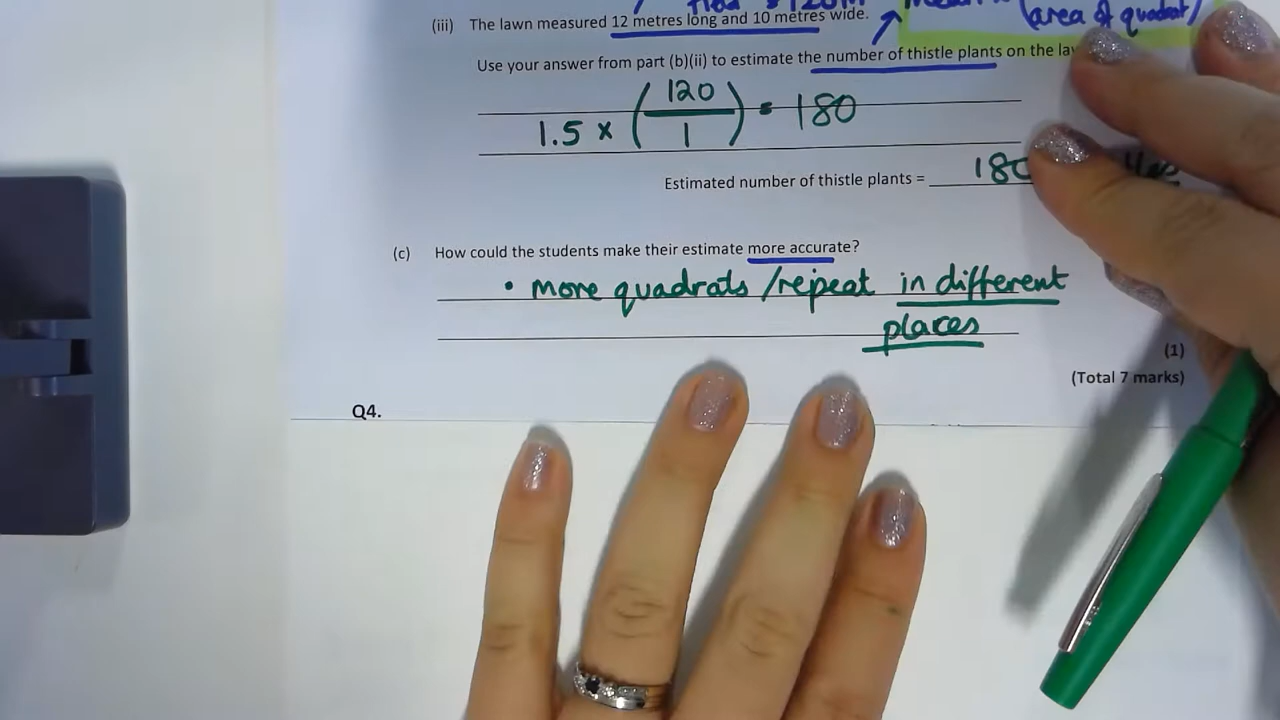 (area of quadrat)
(iii) The lawn measured 12 metres long and 10 metres wide.
Use your answer from part (b)(ii) to estimate the number of thistle plants on the
1.5 × (120/1) = 180
Estimated number of thistle plants = 180
(c) How could the students make their estimate more accurate?
• more quadrats /repeat in different
places
(1)
(Total 7 marks)
Q4.